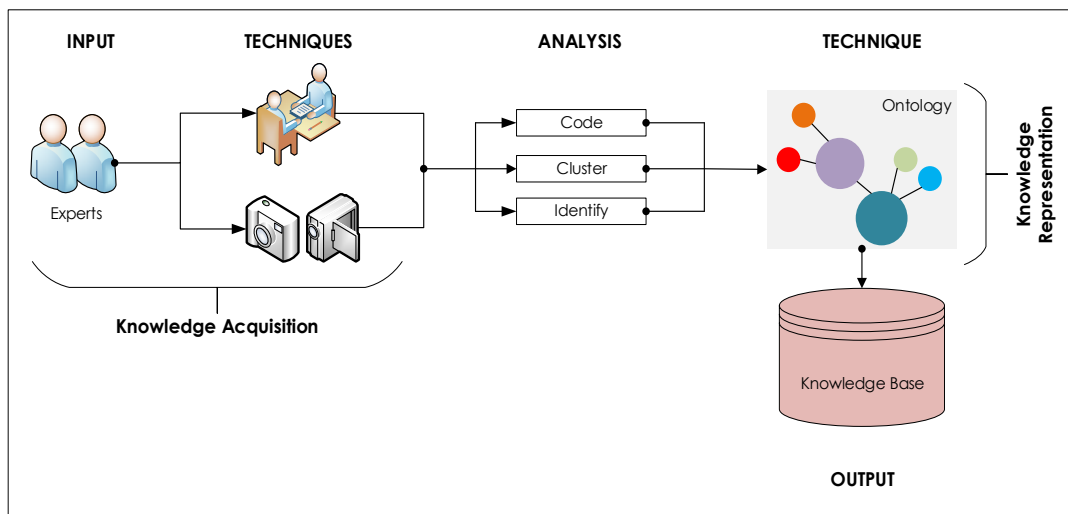 INPUT
TECHNIQUES
ANALYSIS
TECHNIQUE
Experts
Code
Cluster
Identify
Ontology
Knowledge
Representation
Knowledge Acquisition
Knowledge Base
OUTPUT